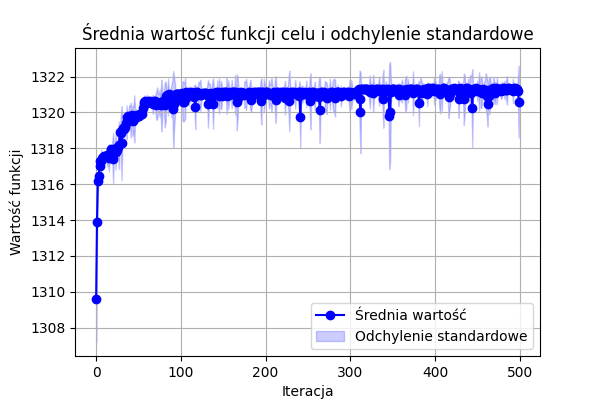 Średnia wartość funkcji celu i odchylenie standardowe
Wartość funkcji
1322
1320
1318
1316
1314
1312
1310
1308
0 100 200 300 400 500
Iteracja
Średnia wartość
Odchylenie standardowe